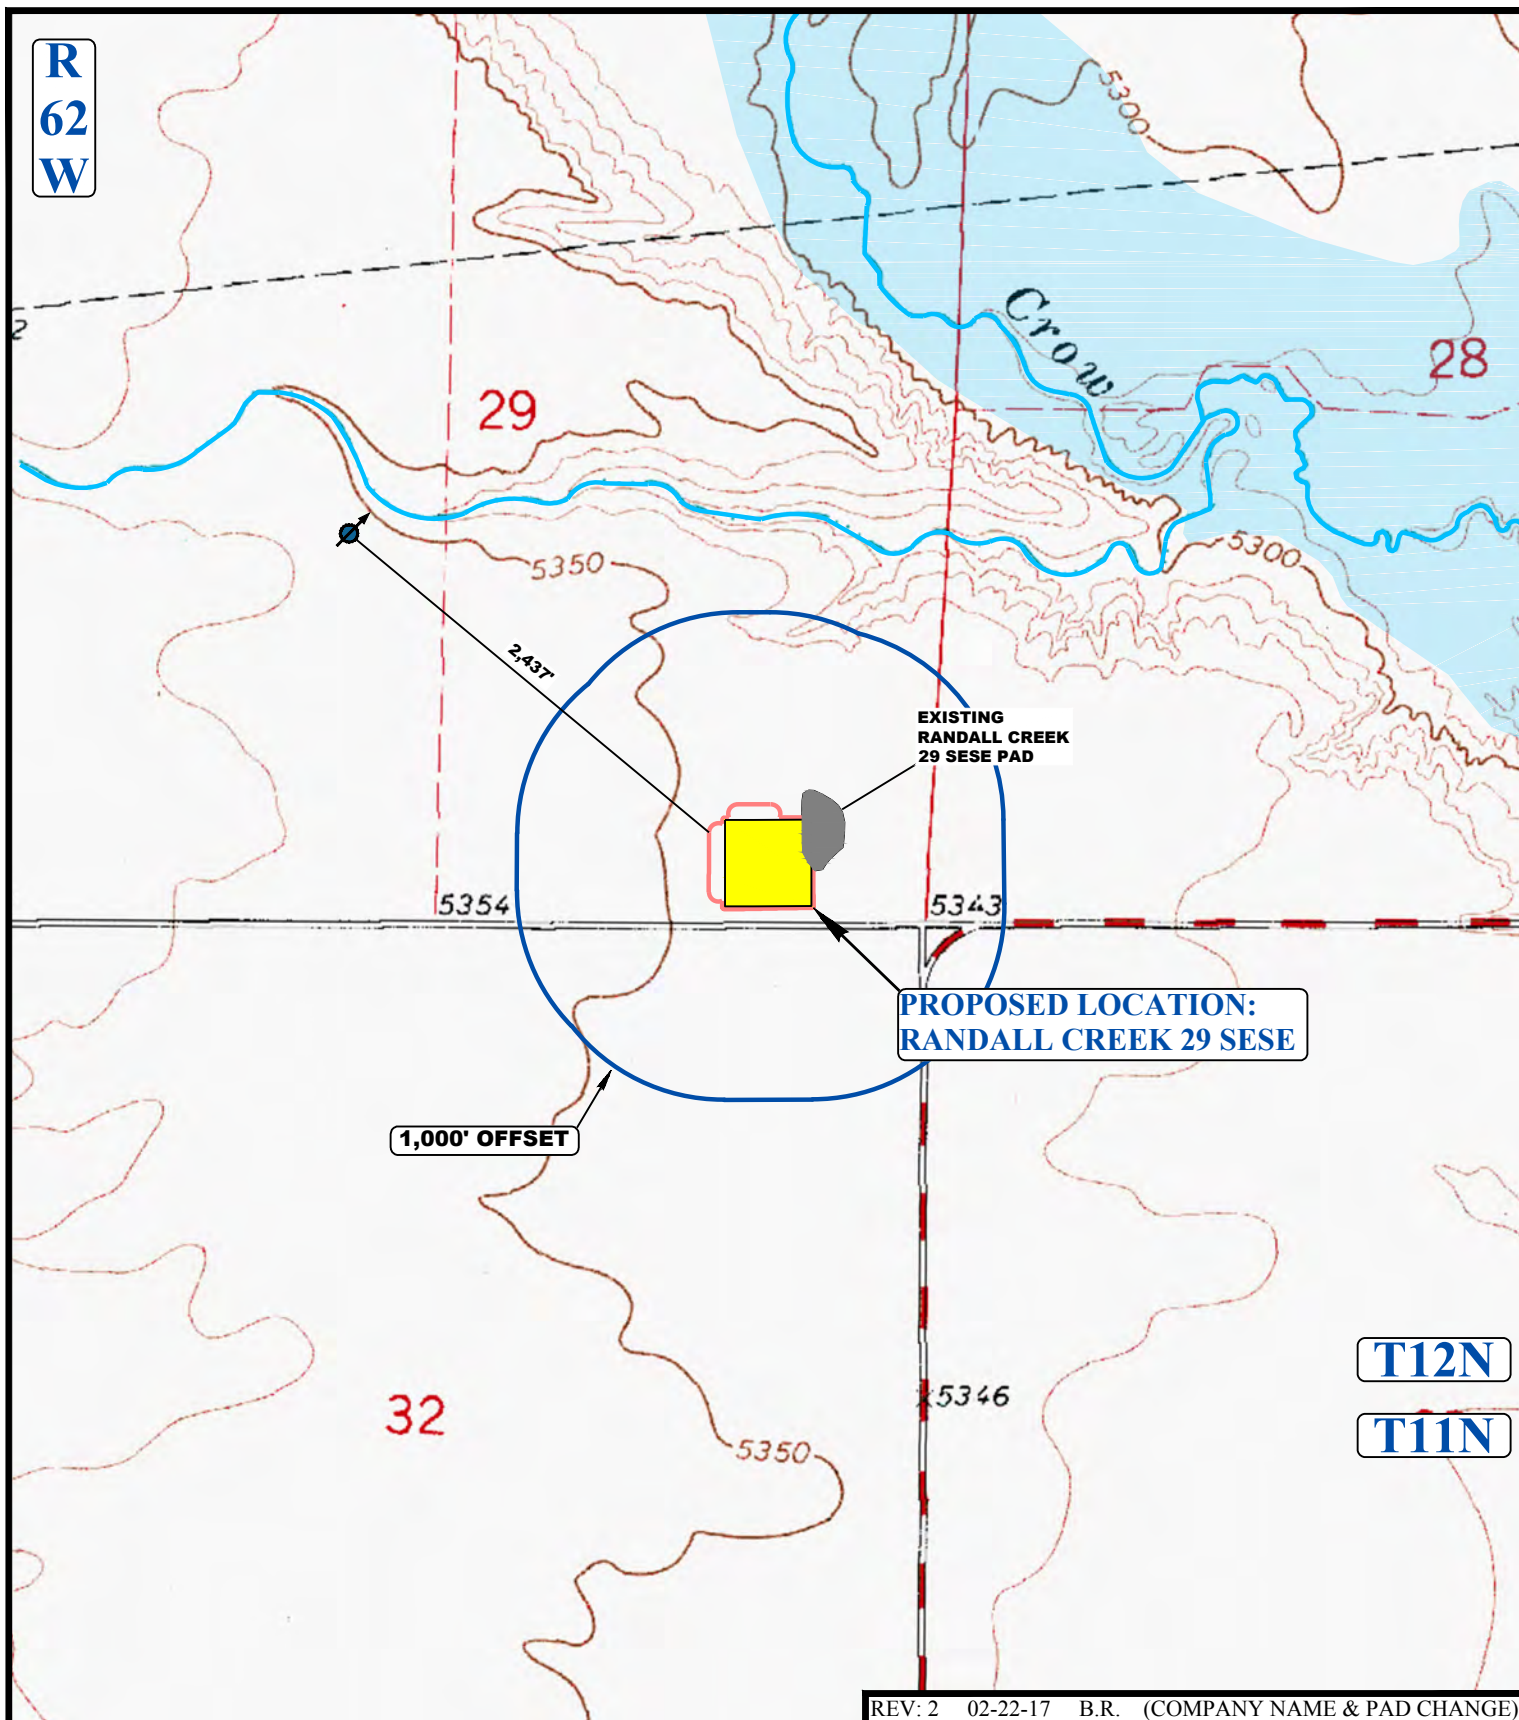 R
62
W
5300
2
Crow
28
29
5300
5350
2,437'
EXISTING
RANDALL CREEK
29 SESE PAD
5354
5343
PROPOSED LOCATION:
RANDALL CREEK 29 SESE
1,000' OFFSET
T12N
x5346
32
T11N
5350
REV: 2 02-22-17 B.R. (COMPANY NAME & PAD CHANGE)